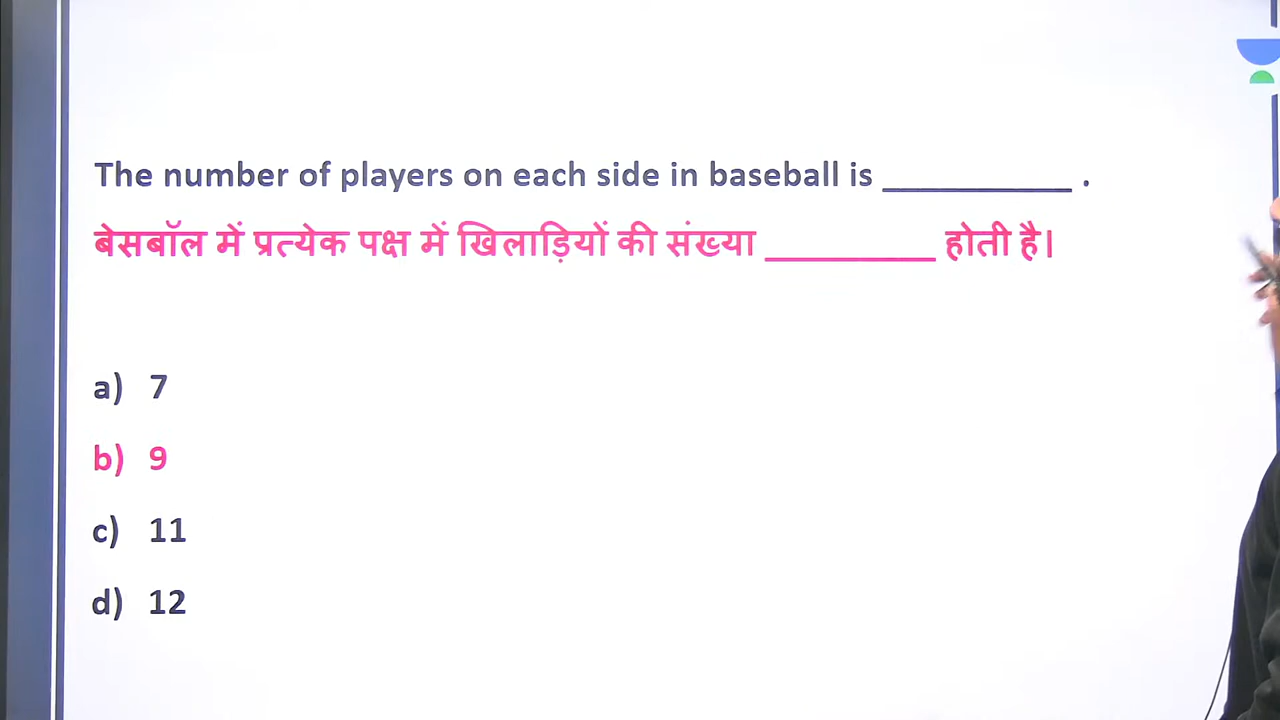 The number of players on each side in baseball is __________ .
बेसबॉल में प्रत्येक पक्ष में खिलाड़ियों की संख्या _________ होती है।
a) 7
b) 9
c) 11
d) 12